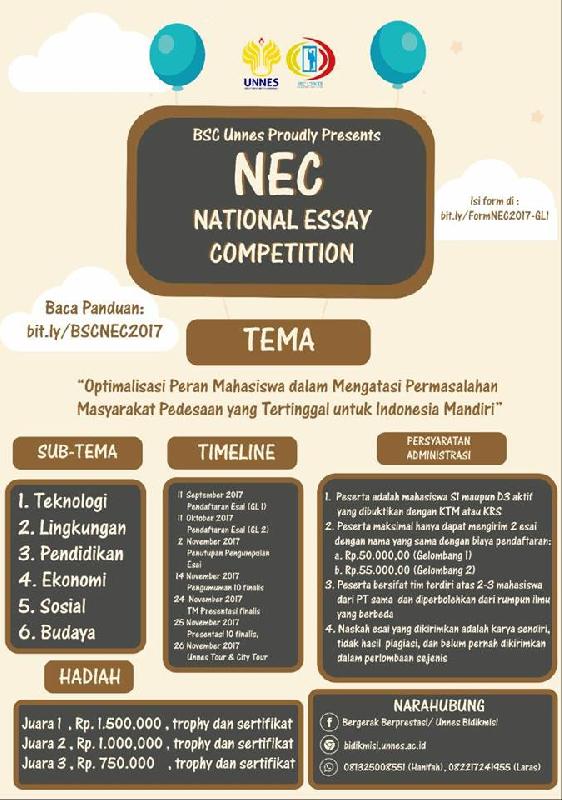 UNNES
BSC Unnes Proudly Presents
NEC
NATIONAL ESSAY
COMPETITION
Isi form di :
bit.ly/FormNEC2017-GL1
Baca Panduan:
bit.ly/BSCNEC2017
TEMA
“Optimalisasi Peran Mahasiswa dalam Mengatasi Permasalahan
Masyarakat Pedesaan yang Tertinggal untuk Indonesia Mandiri”
SUB-TEMA
1. Teknologi
2. Lingkungan
3. Pendidikan
4. Ekonomi
5. Sosial
6. Budaya
TIMELINE
11 September 2017
Pendaftaran Esai (GL 1)
11 Oktober 2017
Pendaftaran Esai (GL 2)
2 November 2017
Penutupan Pengumpulan
Esai
14 November 2017
Pengumuman 10 finalis
24 November 2017
TM Presentasi finalis
25 November 2017
Presentasi 10 finalis,
26 November 2017
Unnes Tour & City Tour
PERSYARATAN
ADMINISTRASI
1. Peserta adalah mahasiswa S1 maupun D3 aktif
yang dibuktikan dengan KTM atau KRS
2. Peserta maksimal hanya dapat mengirim 2 esai
dengan nama yang sama dengan biaya pendaftaran:
a. Rp.50.000,00 (Gelombang 1)
b. Rp.55.000,00 (Gelombang 2)
3. Peserta bersifat tim terdiri atas 2-3 mahasiswa
dari PT sama dan diperbolehkan dari rumpun ilmu
yang berbeda
4. Naskah esai yang dikirimkan adalah karya sendiri,
tidak hasil plagiasi, dan belum pernah dikirimkan
dalam perlombaan sejenis
HADIAH
Juara 1 , Rp. 1.500,000 , trophy dan sertifikat
Juara 2 , Rp. 1.000,000 , trophy dan sertifikat
Juara 3 , Rp. 750.000 , trophy dan sertifikat
NARAHUBUNG
Bergerak Berprestasi/ Unnes Bidikmisi
bidikmisi.unnes.ac.id
081325008551 (Hanifah), 082217241955 (Laras)